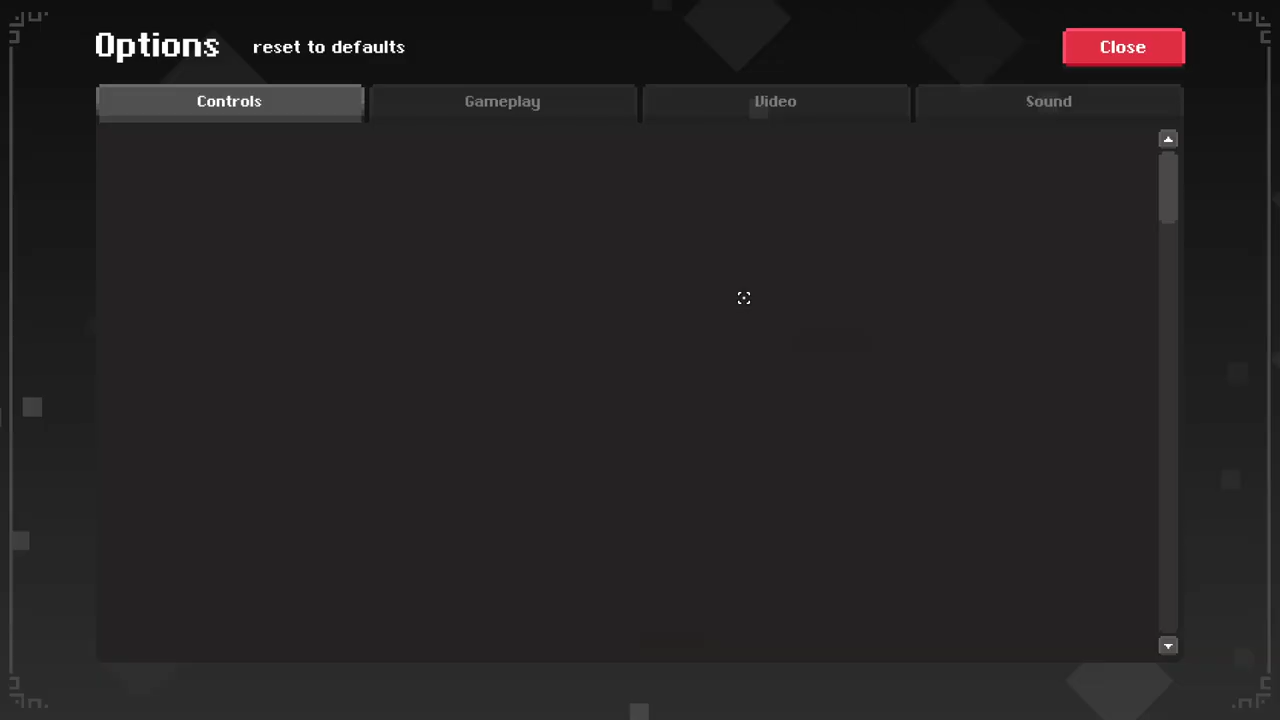 Options
reset to defaults
Close
Controls
Gameplay
Video
Sound